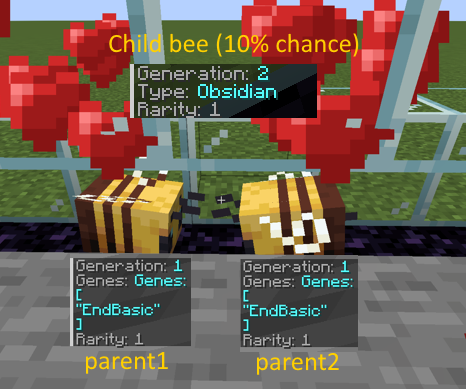 Child bee (10% chance)
Generation: 2
Type: Obsidian
Rarity: 1
Generation: 1
Genes: Genes:
[
"EndBasic"
]
Rarity: 1
parent1
Generation: 1
Genes: Genes:
[
"EndBasic"
]
Rarity: 1
parent2